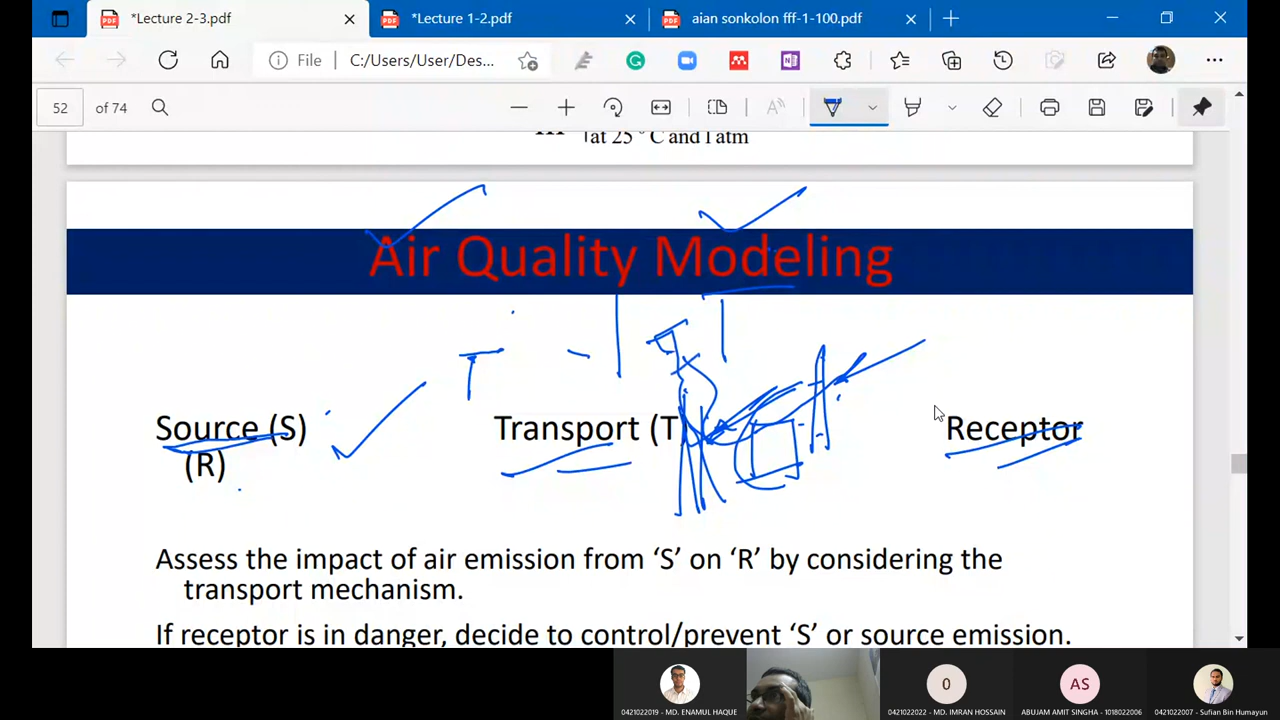 *Lecture 2-3.pdf
*Lecture 1-2.pdf
aian sonkolon fff-1-100.pdf
File
C:/Users/User/Des...
52 of 74
at 25 °C and 1 atm
Air Quality Modeling
Source (S) Transport (T) Receptor
(R)
Assess the impact of air emission from ‘S’ on ‘R’ by considering the
transport mechanism.
If receptor is in danger, decide to control/prevent ‘S’ or source emission.
0 AS
0421022019 - MD. ENAMUL HAQUE
0421022022 - MD. IMRAN HOSSAIN
ABUJAM AMIT SINGHA - 1018022006
0421022007 - Sufian Bin Humayun